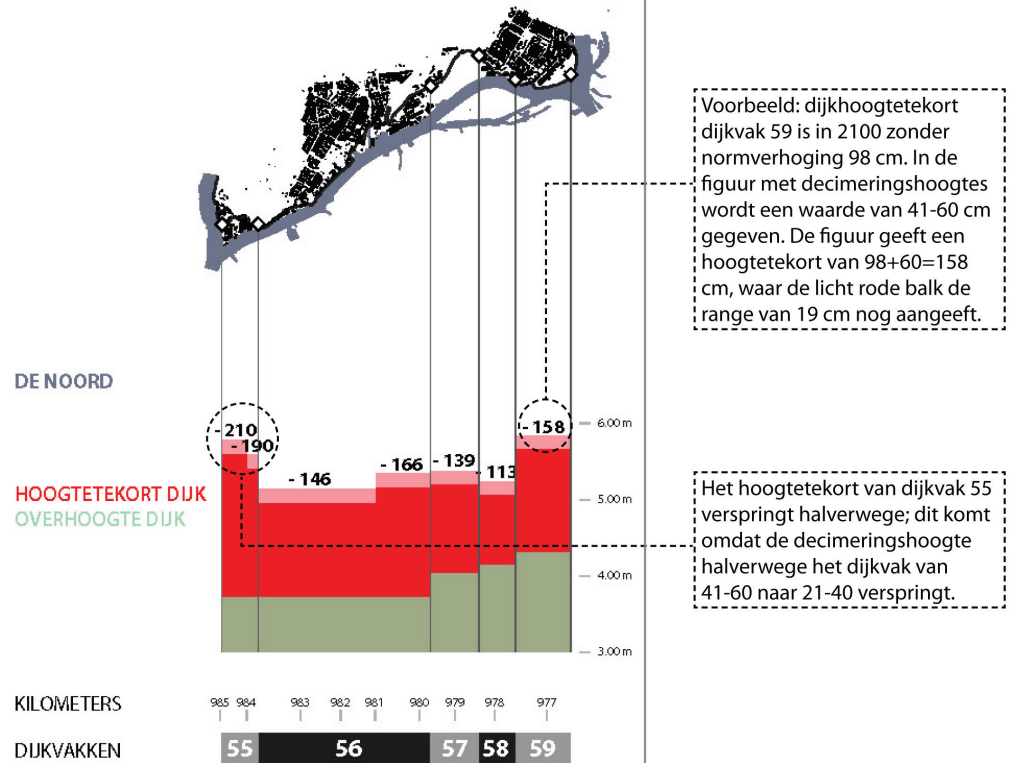 Voorbeeld: dijkhoogtetekort
dijkvak 59 is in 2100 zonder
normverhoging 98 cm. In de
figuur met decimeringshoogtes
wordt een waarde van 41-60 cm
gegeven. De figuur geeft een
hoogtetekort van 98+60=158
cm, waar de licht rode balk de
range van 19 cm nog aangeeft.
DE NOORD
- 210
- 190
- 146
- 166
- 139
- 113
- 158
6.00 m
5.00 m
4.00 m
3.00 m
HOOGTETEKORT DIJK
OVERHOOGTE DIJK
Het hoogtetekort van dijkvak 55
verspringt halverwege; dit komt
omdat de decimeringshoogte
halverwege het dijkvak van
41-60 naar 21-40 verspringt.
KILOMETERS 985 984 983 982 981 980 979 978 977
DIJKVAKKEN 55 56 57 58 59